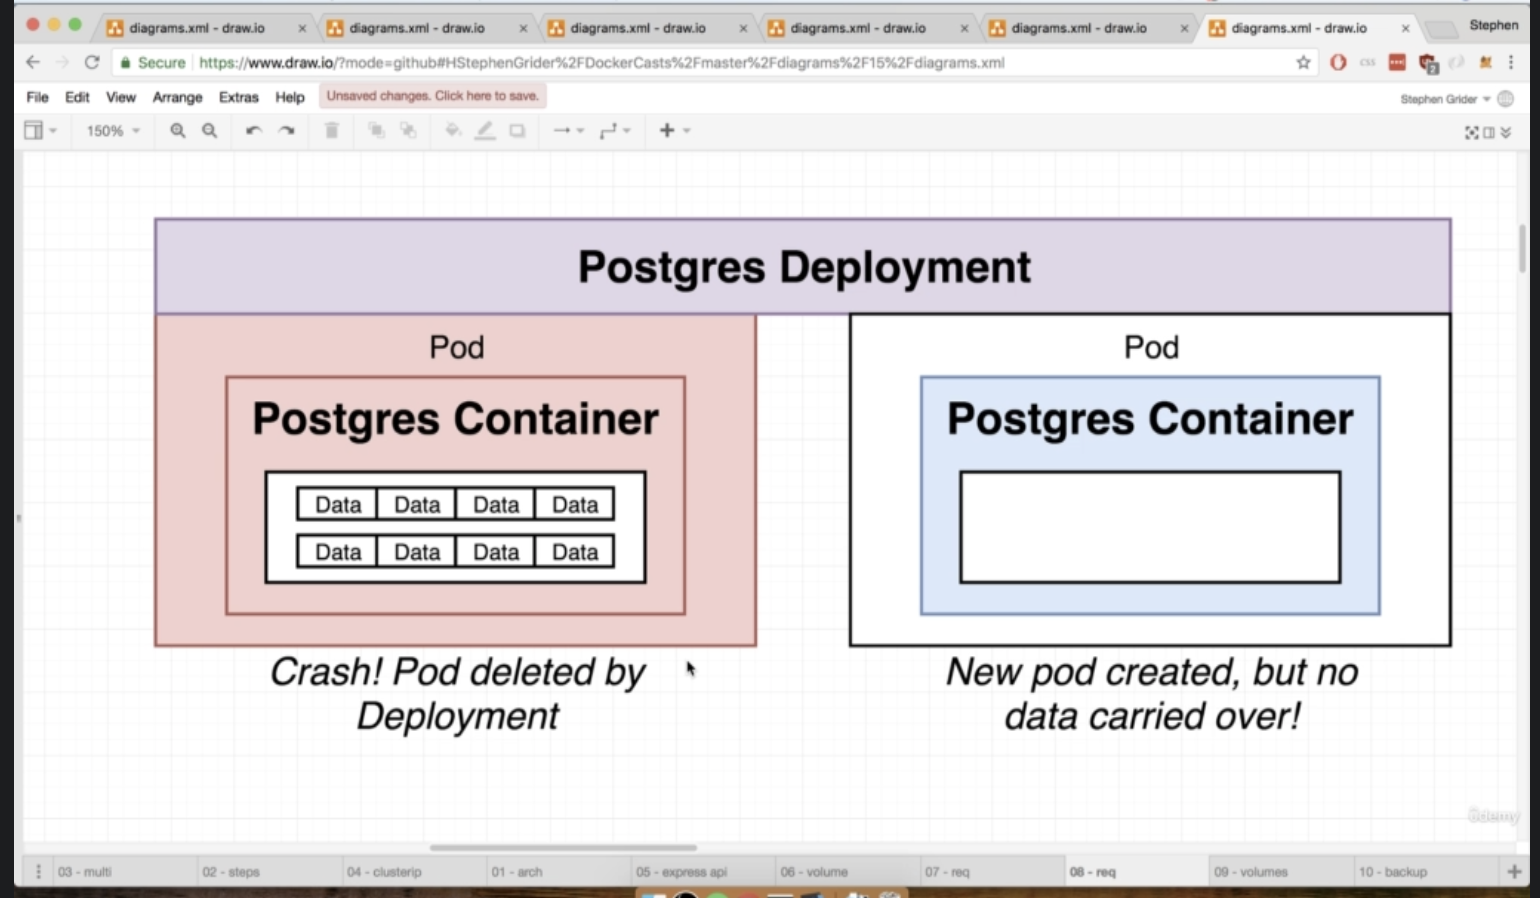 diagrams.xml - draw.io diagrams.xml - draw.io diagrams.xml - draw.io diagrams.xml - draw.io diagrams.xml - draw.io diagrams.xml - draw.io Stephen
Secure https://www.draw.io/?mode=github#HStephenGrider%2FDockerCasts%2Fmaster%2Fdiagrams%2F15%2Fdiagrams.xml css 2
File Edit View Arrange Extras Help Unsaved changes. Click here to save. Stephen Grider
150%
Postgres Deployment
Pod
Postgres Container
Data Data Data Data
Data Data Data Data
Crash! Pod deleted by
Deployment
Pod
Postgres Container
New pod created, but no
data carried over!
ûdemy
03 - multi 02 - steps 04 - clusterip 01 - arch 05 - express api 06 - volume 07 - req 08 - req 09 - volumes 10 - backup